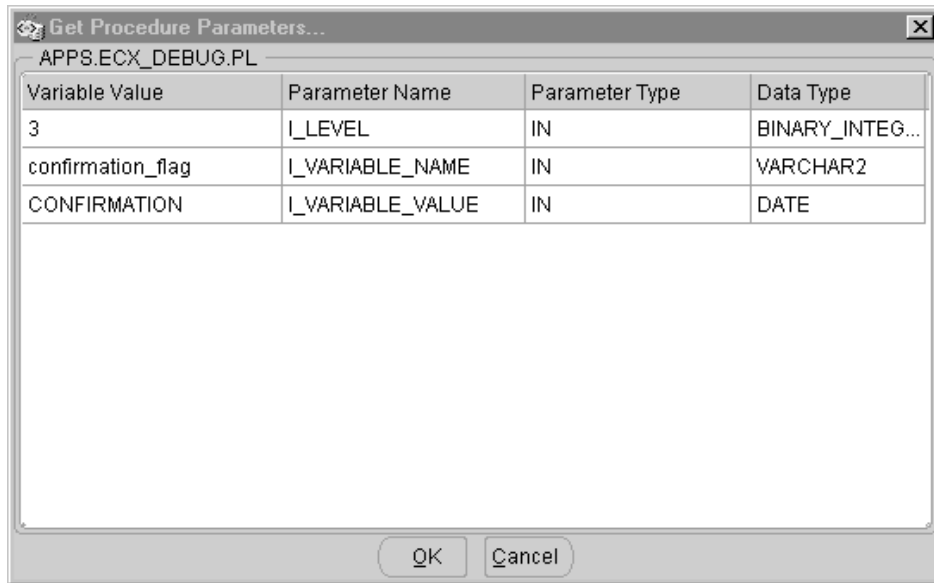 Get Procedure Parameters...
APPS.ECX_DEBUG.PL
Variable Value Parameter Name Parameter Type Data Type
3 I_LEVEL IN BINARY_INTEG...
confirmation_flag I_VARIABLE_NAME IN VARCHAR2
CONFIRMATION I_VARIABLE_VALUE IN DATE
OK Cancel